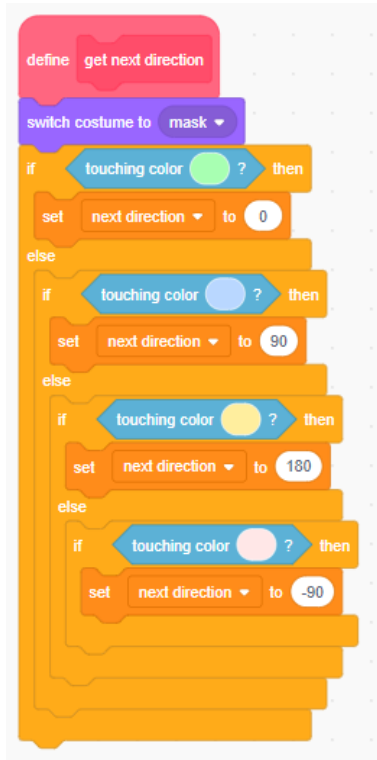 define get next direction
switch costume to mask
if touching color ? then
set next direction to 0
else
if touching color ? then
set next direction to 90
else
if touching color ? then
set next direction to 180
else
if touching color ? then
set next direction to -90